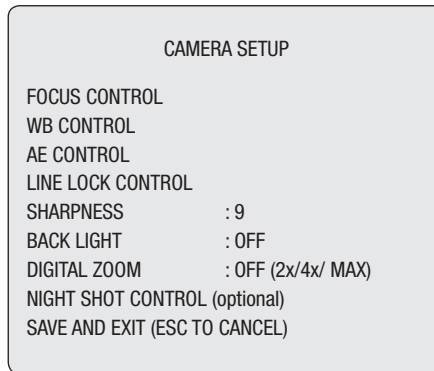 CAMERA SETUP
FOCUS CONTROL
WB CONTROL
AE CONTROL
LINE LOCK CONTROL
SHARPNESS : 9
BACK LIGHT : OFF
DIGITAL ZOOM : OFF (2x/4x/ MAX)
NIGHT SHOT CONTROL (optional)
SAVE AND EXIT (ESC TO CANCEL)